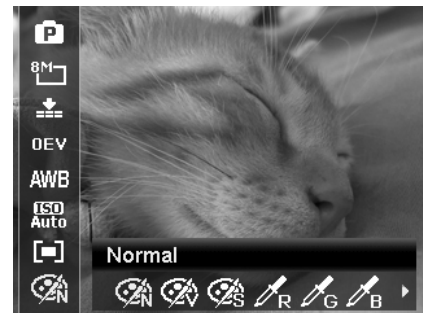 P
8M
0EV
AWB
ISO
Auto
N
Normal
N V S R G B